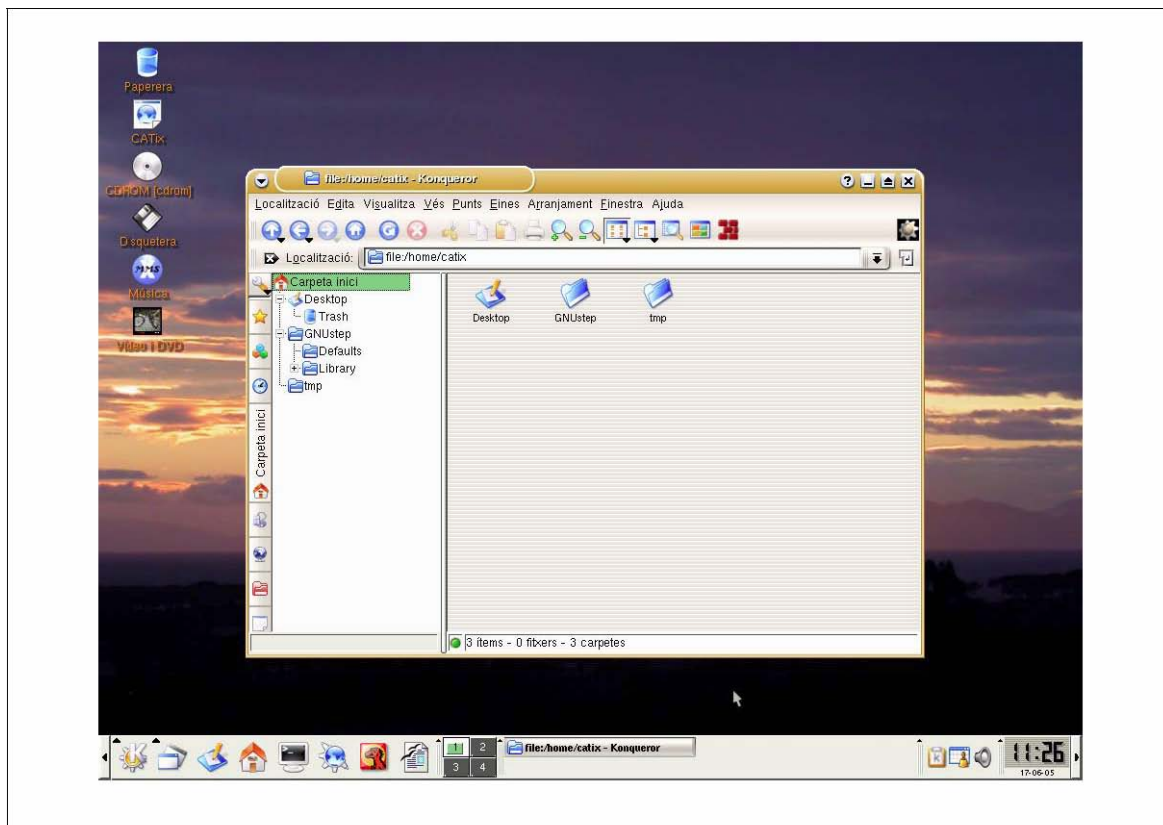 Paperera
CATix
CDROM [cdrom]
Disquetera
MMS
Música
Vídeo i DVD
file:/home/catix - Konqueror
Localització Edita Visualitza Vés Punts Eines Arranjament Finestra Ajuda
Localització: file:/home/catix
Carpeta inici
Desktop
Trash
GNUstep
Defaults
Library
tmp
Carpeta inici
Desktop GNUstep tmp
3 ítems - 0 fitxers - 3 carpetes
1 2 file:/home/catix - Konqueror
3 4
11:26
17-06-05